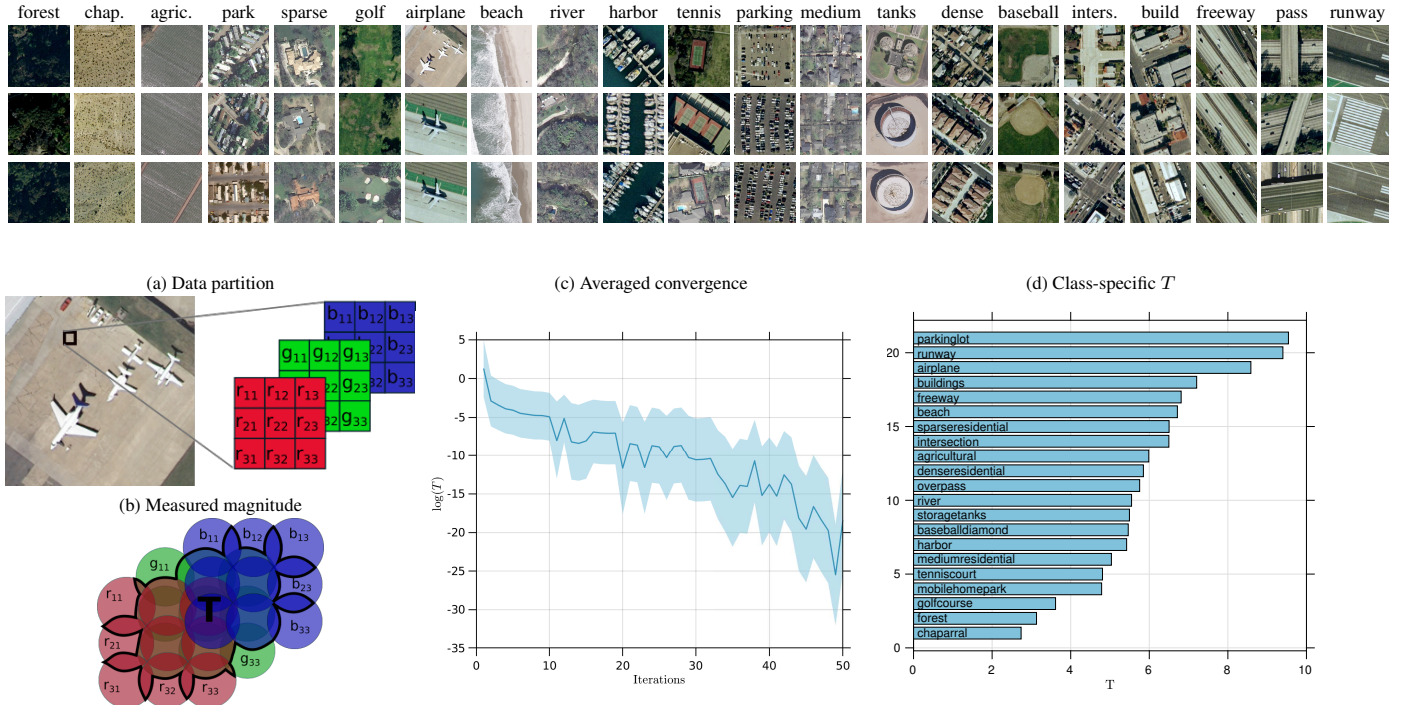 forest chap. agric. park sparse golf airplane beach river harbor tennis parking medium tanks dense baseball inters. build freeway pass runway
(a) Data partition
b11 b12 b13
22 b23
32 b33
g11 g12 g13
22 g23
32 g33
r11 r12 r13
r21 r22 r23
r31 r32 r33
(b) Measured magnitude
b11 b12 b13
g11
b23
r11
T
b33
r21
g33
r31 r32 r33
(c) Averaged convergence
log(T)
5
0
-5
-10
-15
-20
-25
-30
-35
0 10 20 30 40 50
Iterations
(d) Class-specific T
parkinglot
runway
airplane
buildings
freeway
beach
sparseresidential
intersection
agricultural
denseresidential
overpass
river
storagetanks
baseballdiamond
harbor
mediumresidential
tenniscourt
mobilehomepark
golfcourse
forest
chaparral
20
15
10
5
0
0 2 4 6 8 10
T